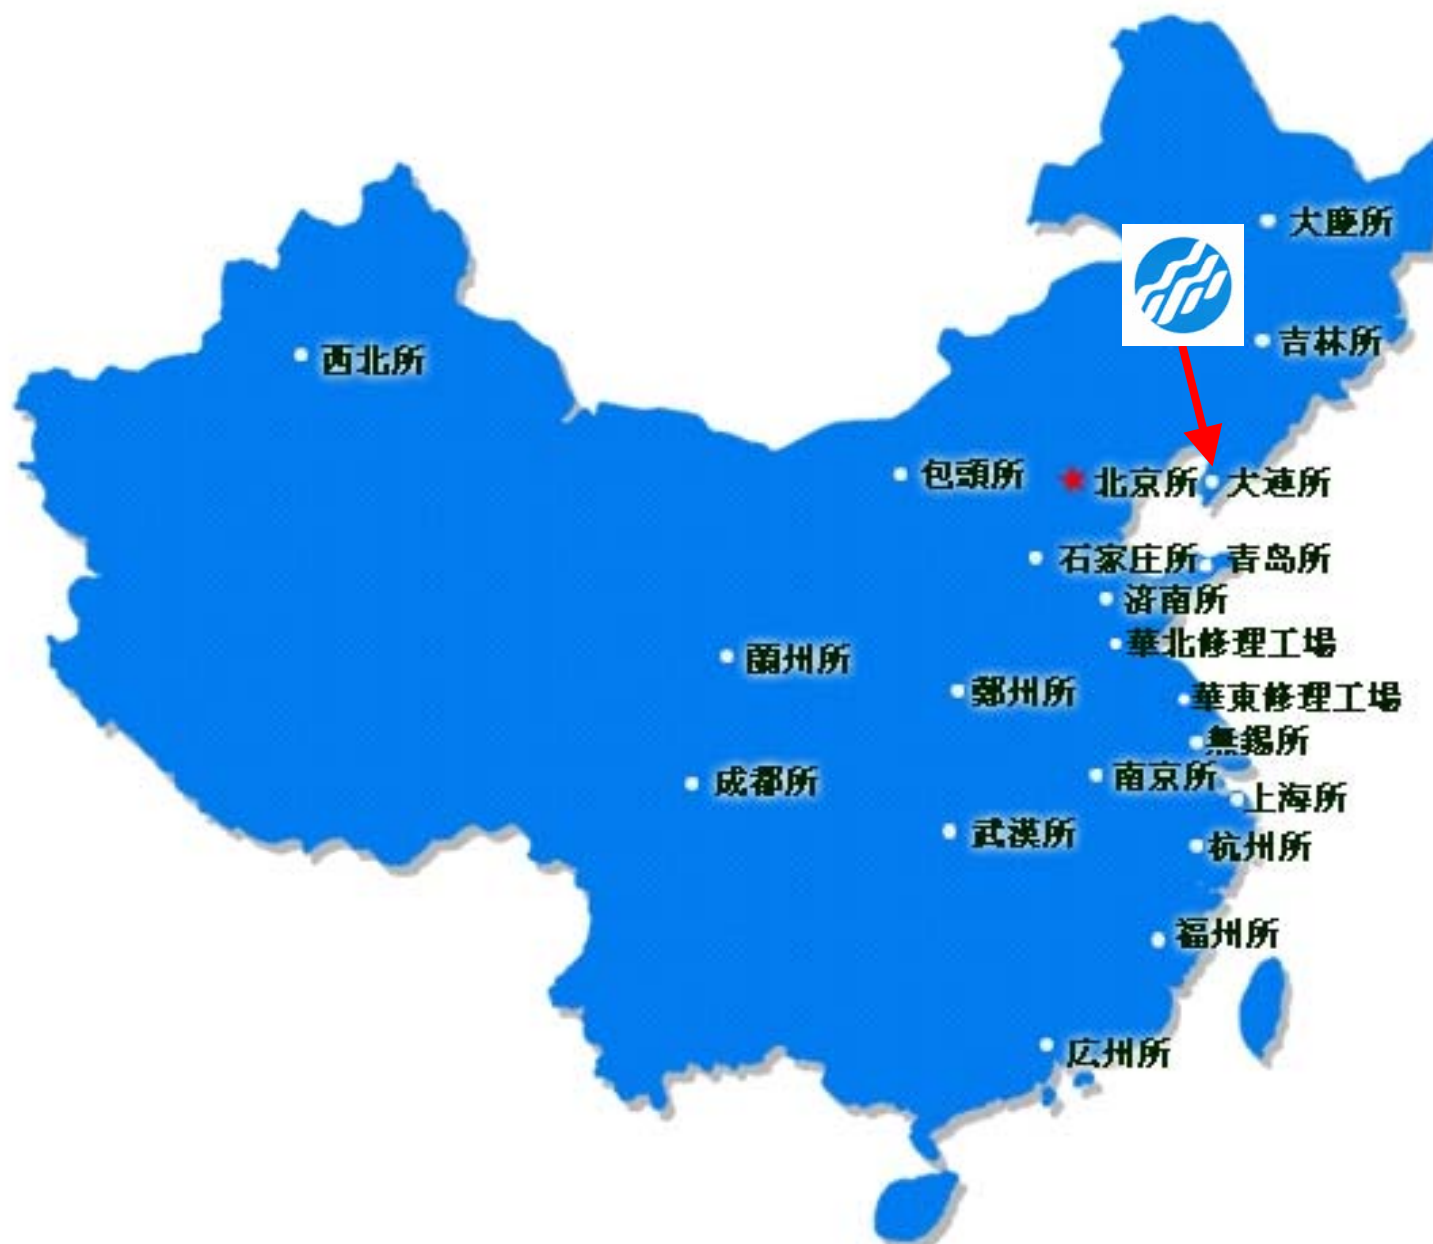 大慶所
吉林所
西北所
包頭所
北京所
大連所
石家庄所
青岛所
済南所
華北修理工場
蘭州所
鄭州所
華東修理工場
無錫所
南京所
成都所
上海所
武漢所
杭州所
福州所
広州所